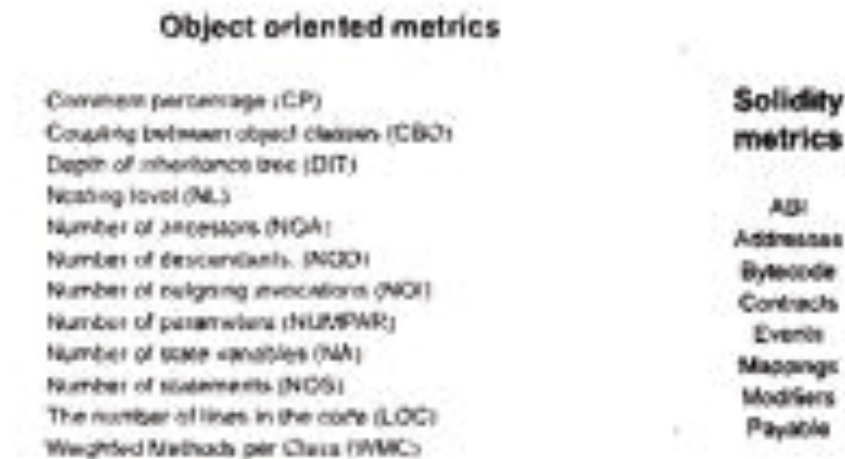 Object oriented metrics
Comment percentage (CP)
Coupling between object classes (CBO)
Depth of inheritance tree (DIT)
Nesting level (NL)
Number of ancestors (NOA)
Number of descendants. (NOD)
Number of outgoing invocations (NOI)
Number of parameters (NUMPAR)
Number of state variables (NA)
Number of statements (NOS)
The number of lines in the code (LOC)
Weighted Methods per Class (WMC)
Solidity
metrics
ABI
Addresses
Bytecode
Contracts
Events
Mappings
Modifiers
Payable